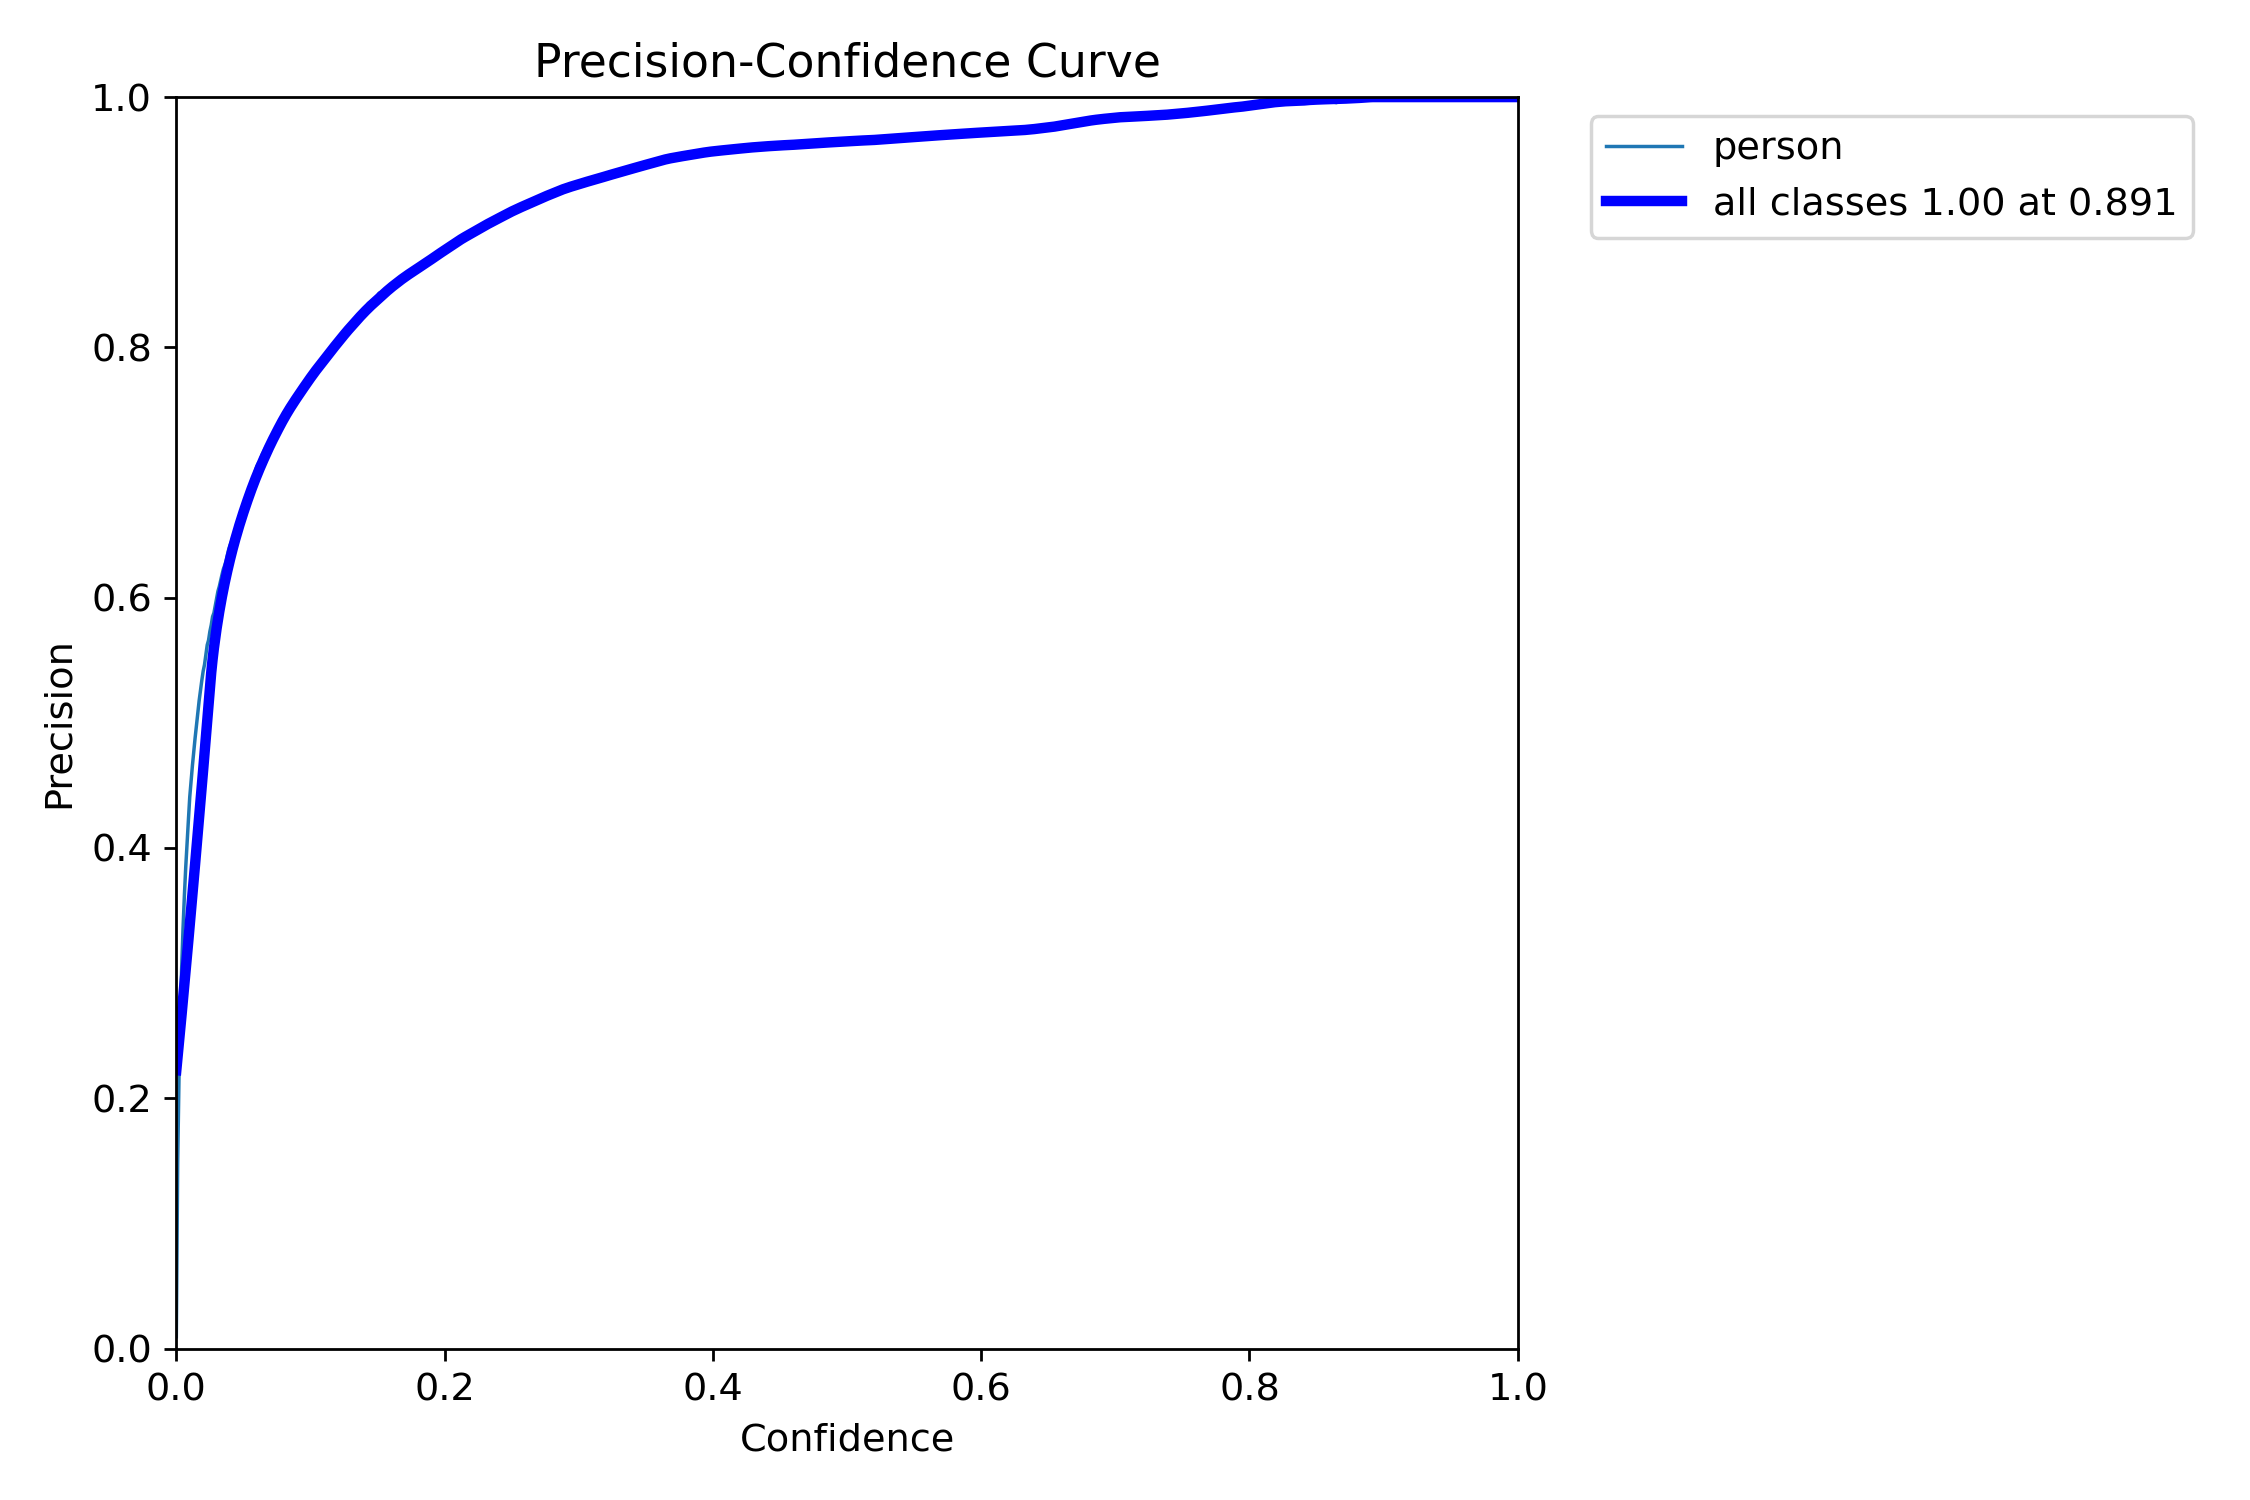 Precision-Confidence Curve
1.0
0.8
0.6
0.4
0.2
0.0
Precision
0.0 0.2 0.4 0.6 0.8 1.0
Confidence
person
all classes 1.00 at 0.891